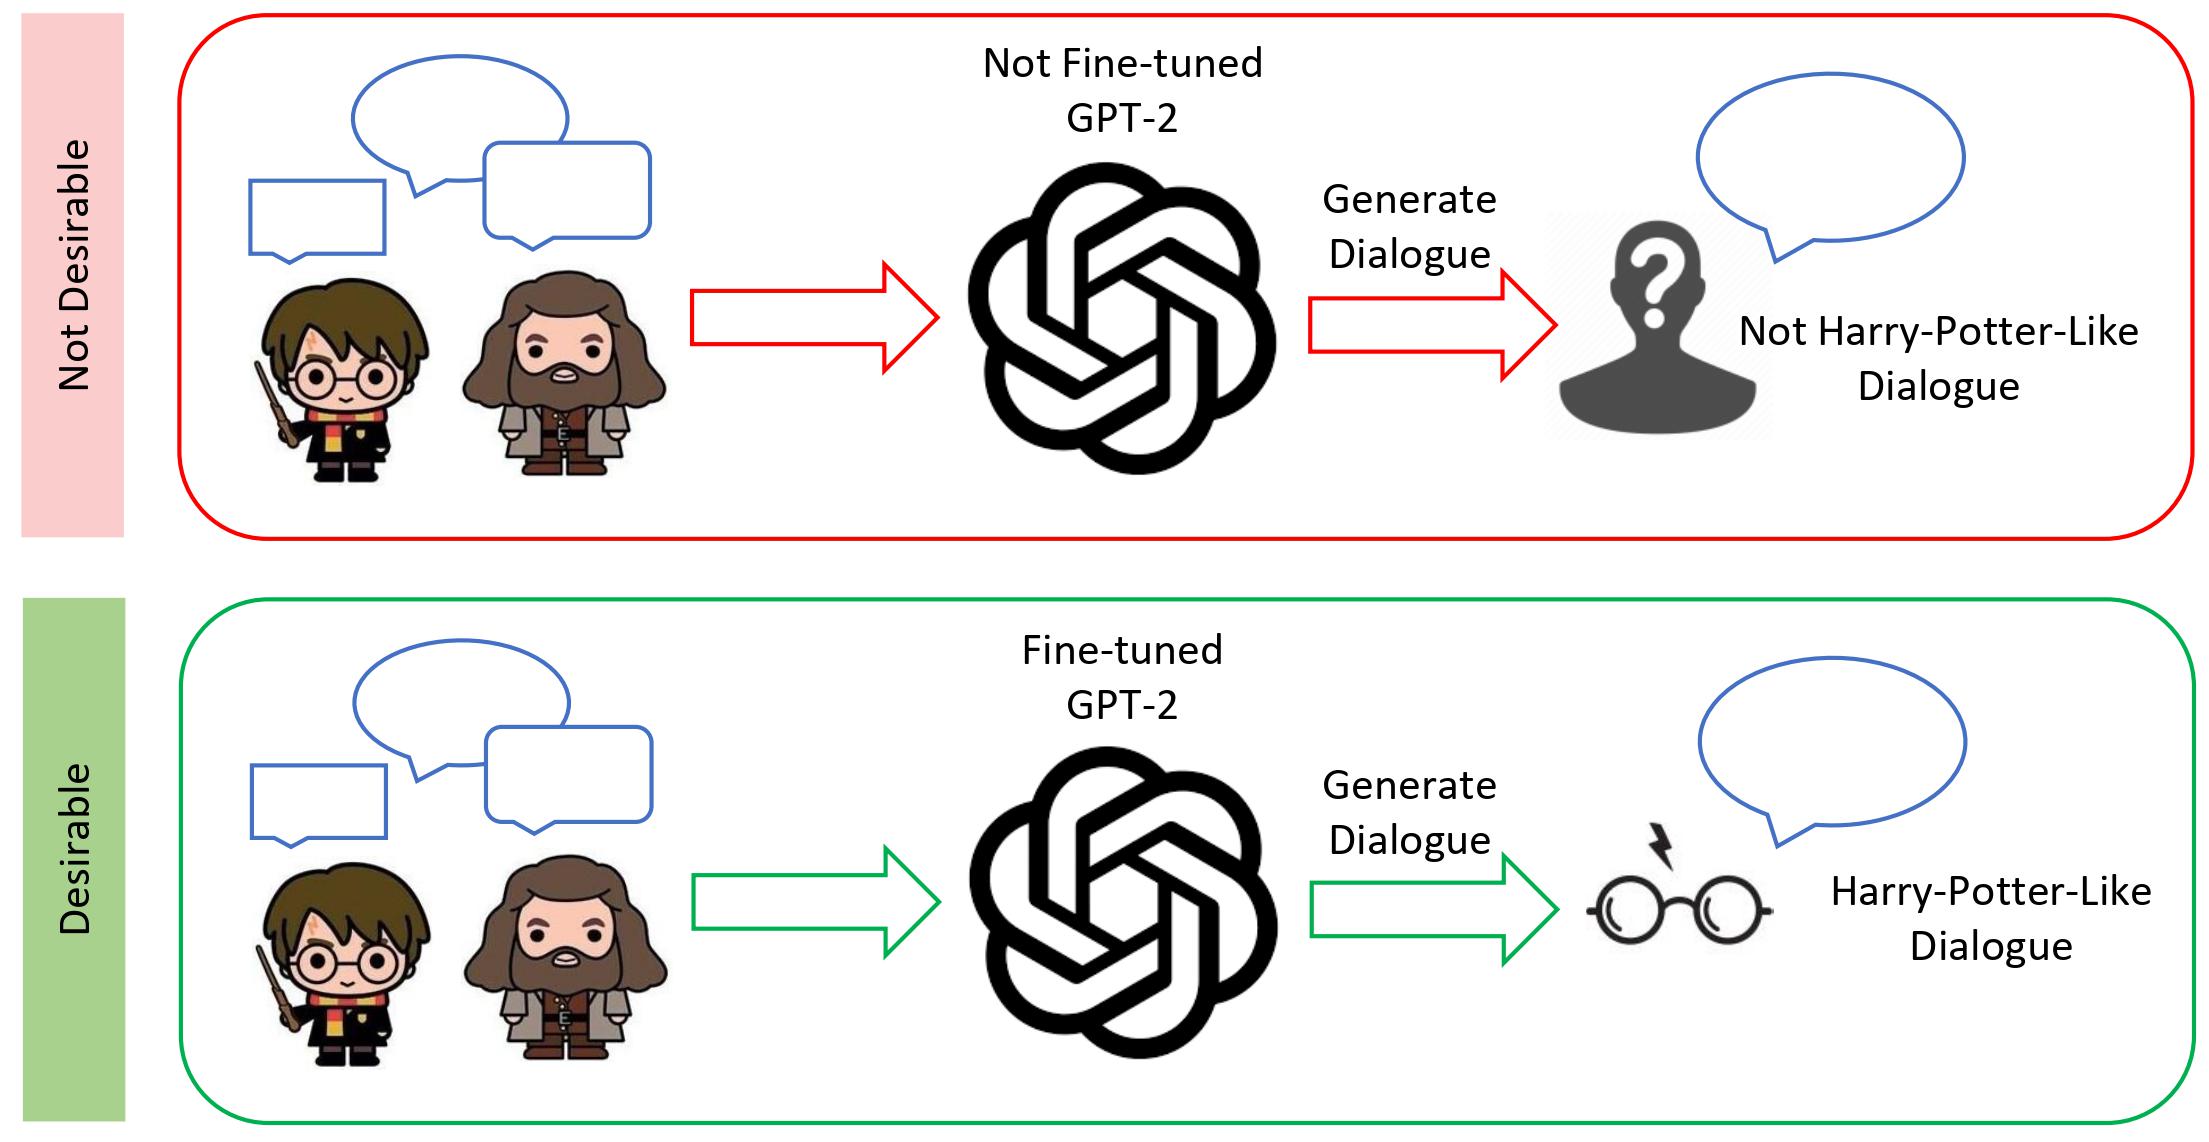 Not Desirable
Not Fine-tuned
GPT-2
Generate
Dialogue
Not Harry-Potter-Like
Dialogue
Desirable
Fine-tuned
GPT-2
Generate
Dialogue
Harry-Potter-Like
Dialogue